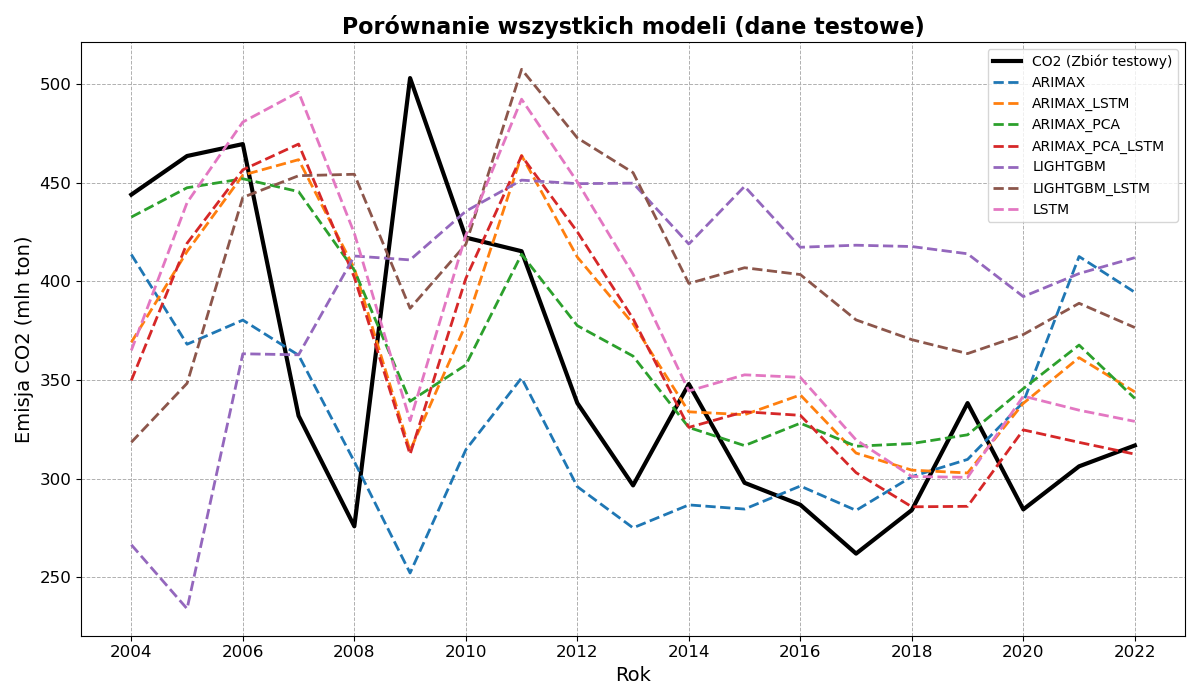 Porównanie wszystkich modeli (dane testowe)
Emisja CO2 (mln ton)
500
450
400
350
300
250
CO2 (Zbiór testowy)
ARIMAX
ARIMAX_LSTM
ARIMAX_PCA
ARIMAX_PCA_LSTM
LIGHTGBM
LIGHTGBM_LSTM
LSTM
2004 2006 2008 2010 2012 2014 2016 2018 2020 2022
Rok